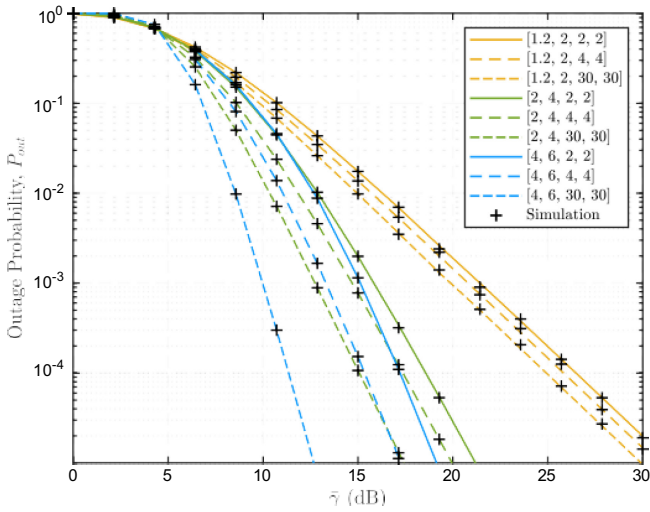 10^0
10^-1
10^-2
10^-3
10^-4
Outage Probability, P_out
0 5 10 15 20 25 30
γ̄ (dB)
[1.2, 2, 2, 2]
[1.2, 2, 4, 4]
[1.2, 2, 30, 30]
[2, 4, 2, 2]
[2, 4, 4, 4]
[2, 4, 30, 30]
[4, 6, 2, 2]
[4, 6, 4, 4]
[4, 6, 30, 30]
Simulation